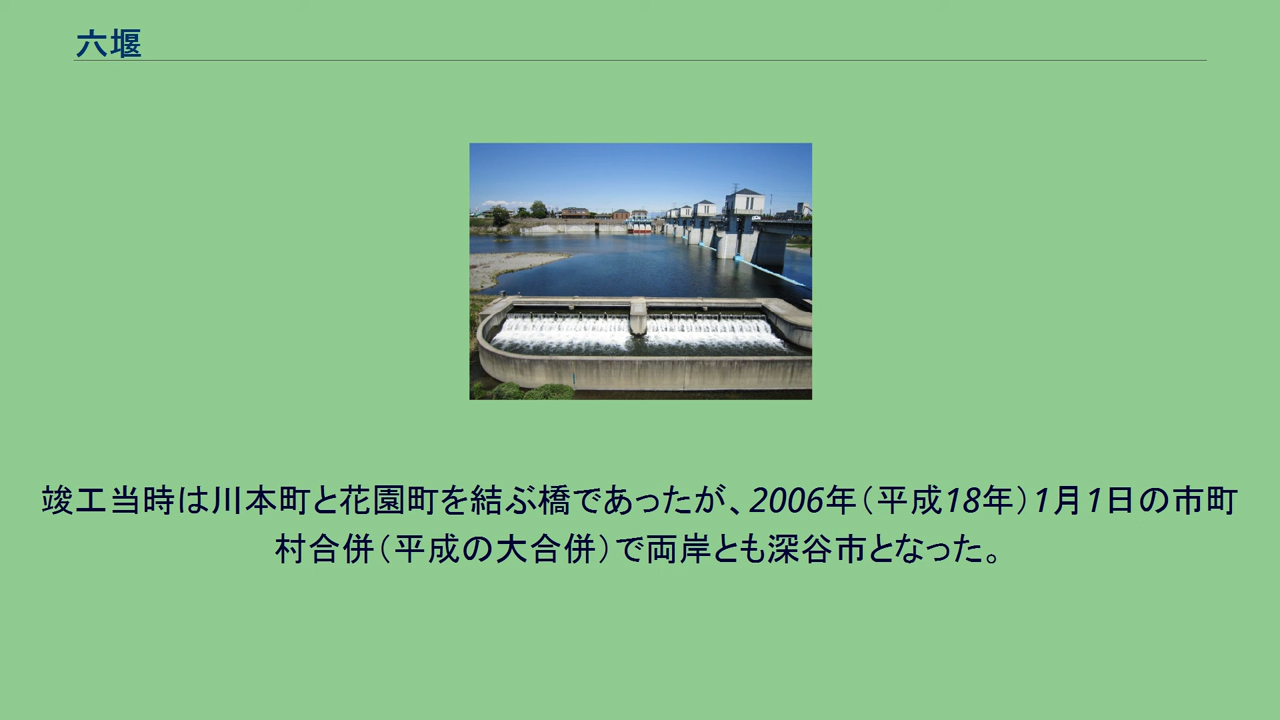 六堰
竣工当時は川本町と花園町を結ぶ橋であったが、2006年（平成18年）1月1日の市町
村合併（平成の大合併）で両岸とも深谷市となった。